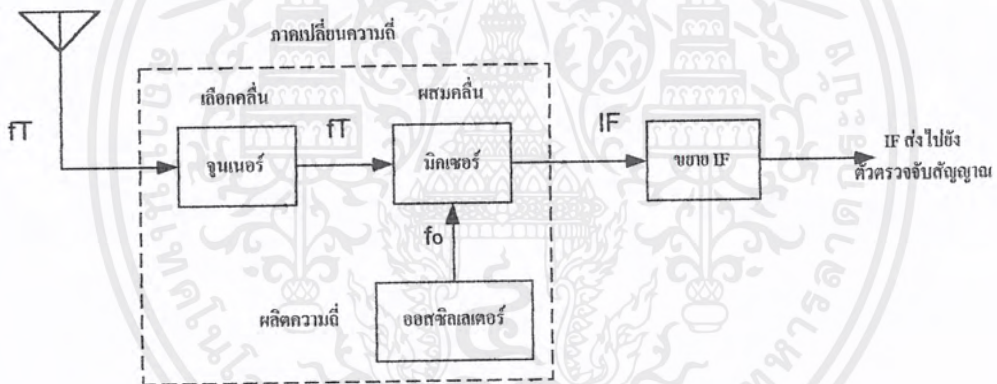 ภาคเปลี่ยนความถี่
เลือกคลื่น
ผสมคลื่น
fT
จูนเนอร์
fT
มิกเซอร์
IF
ขยาย IF
IF ส่งไปยัง
ตัวตรวจจับสัญญาณ
fo
ผลิตความถี่
ออสซิลเลเตอร์